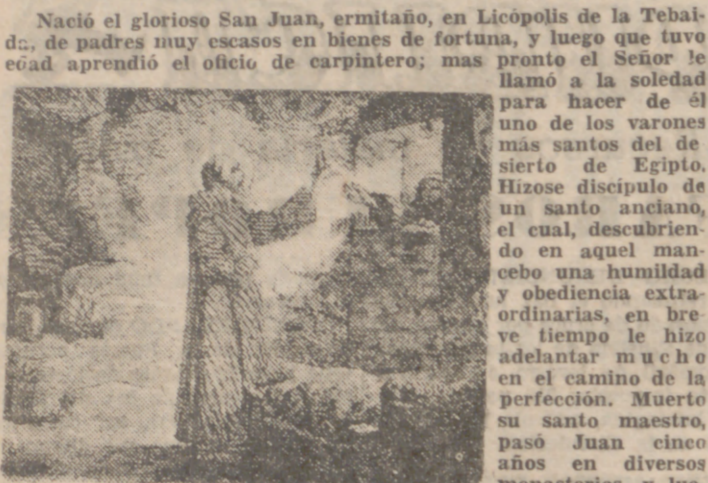 Nació el glorioso San Juan, ermitaño, en Licópolis de la Tebai-
da, de padres muy escasos en bienes de fortuna, y luego que tuvo
edad aprendió el oficio de carpintero; mas pronto el Señor le
llamó a la soledad
para hacer de él
uno de los varones
más santos del de
sierto de Egipto.
Hízose discípulo de
un santo anciano,
el cual, descubrien-
do en aquel man-
cebo una humildad
y obediencia extra-
ordinarias, en bre-
ve tiempo le hizo
adelantar mucho
en el camino de la
perfección. Muerto
su santo maestro,
pasó Juan cinco
años en diversos